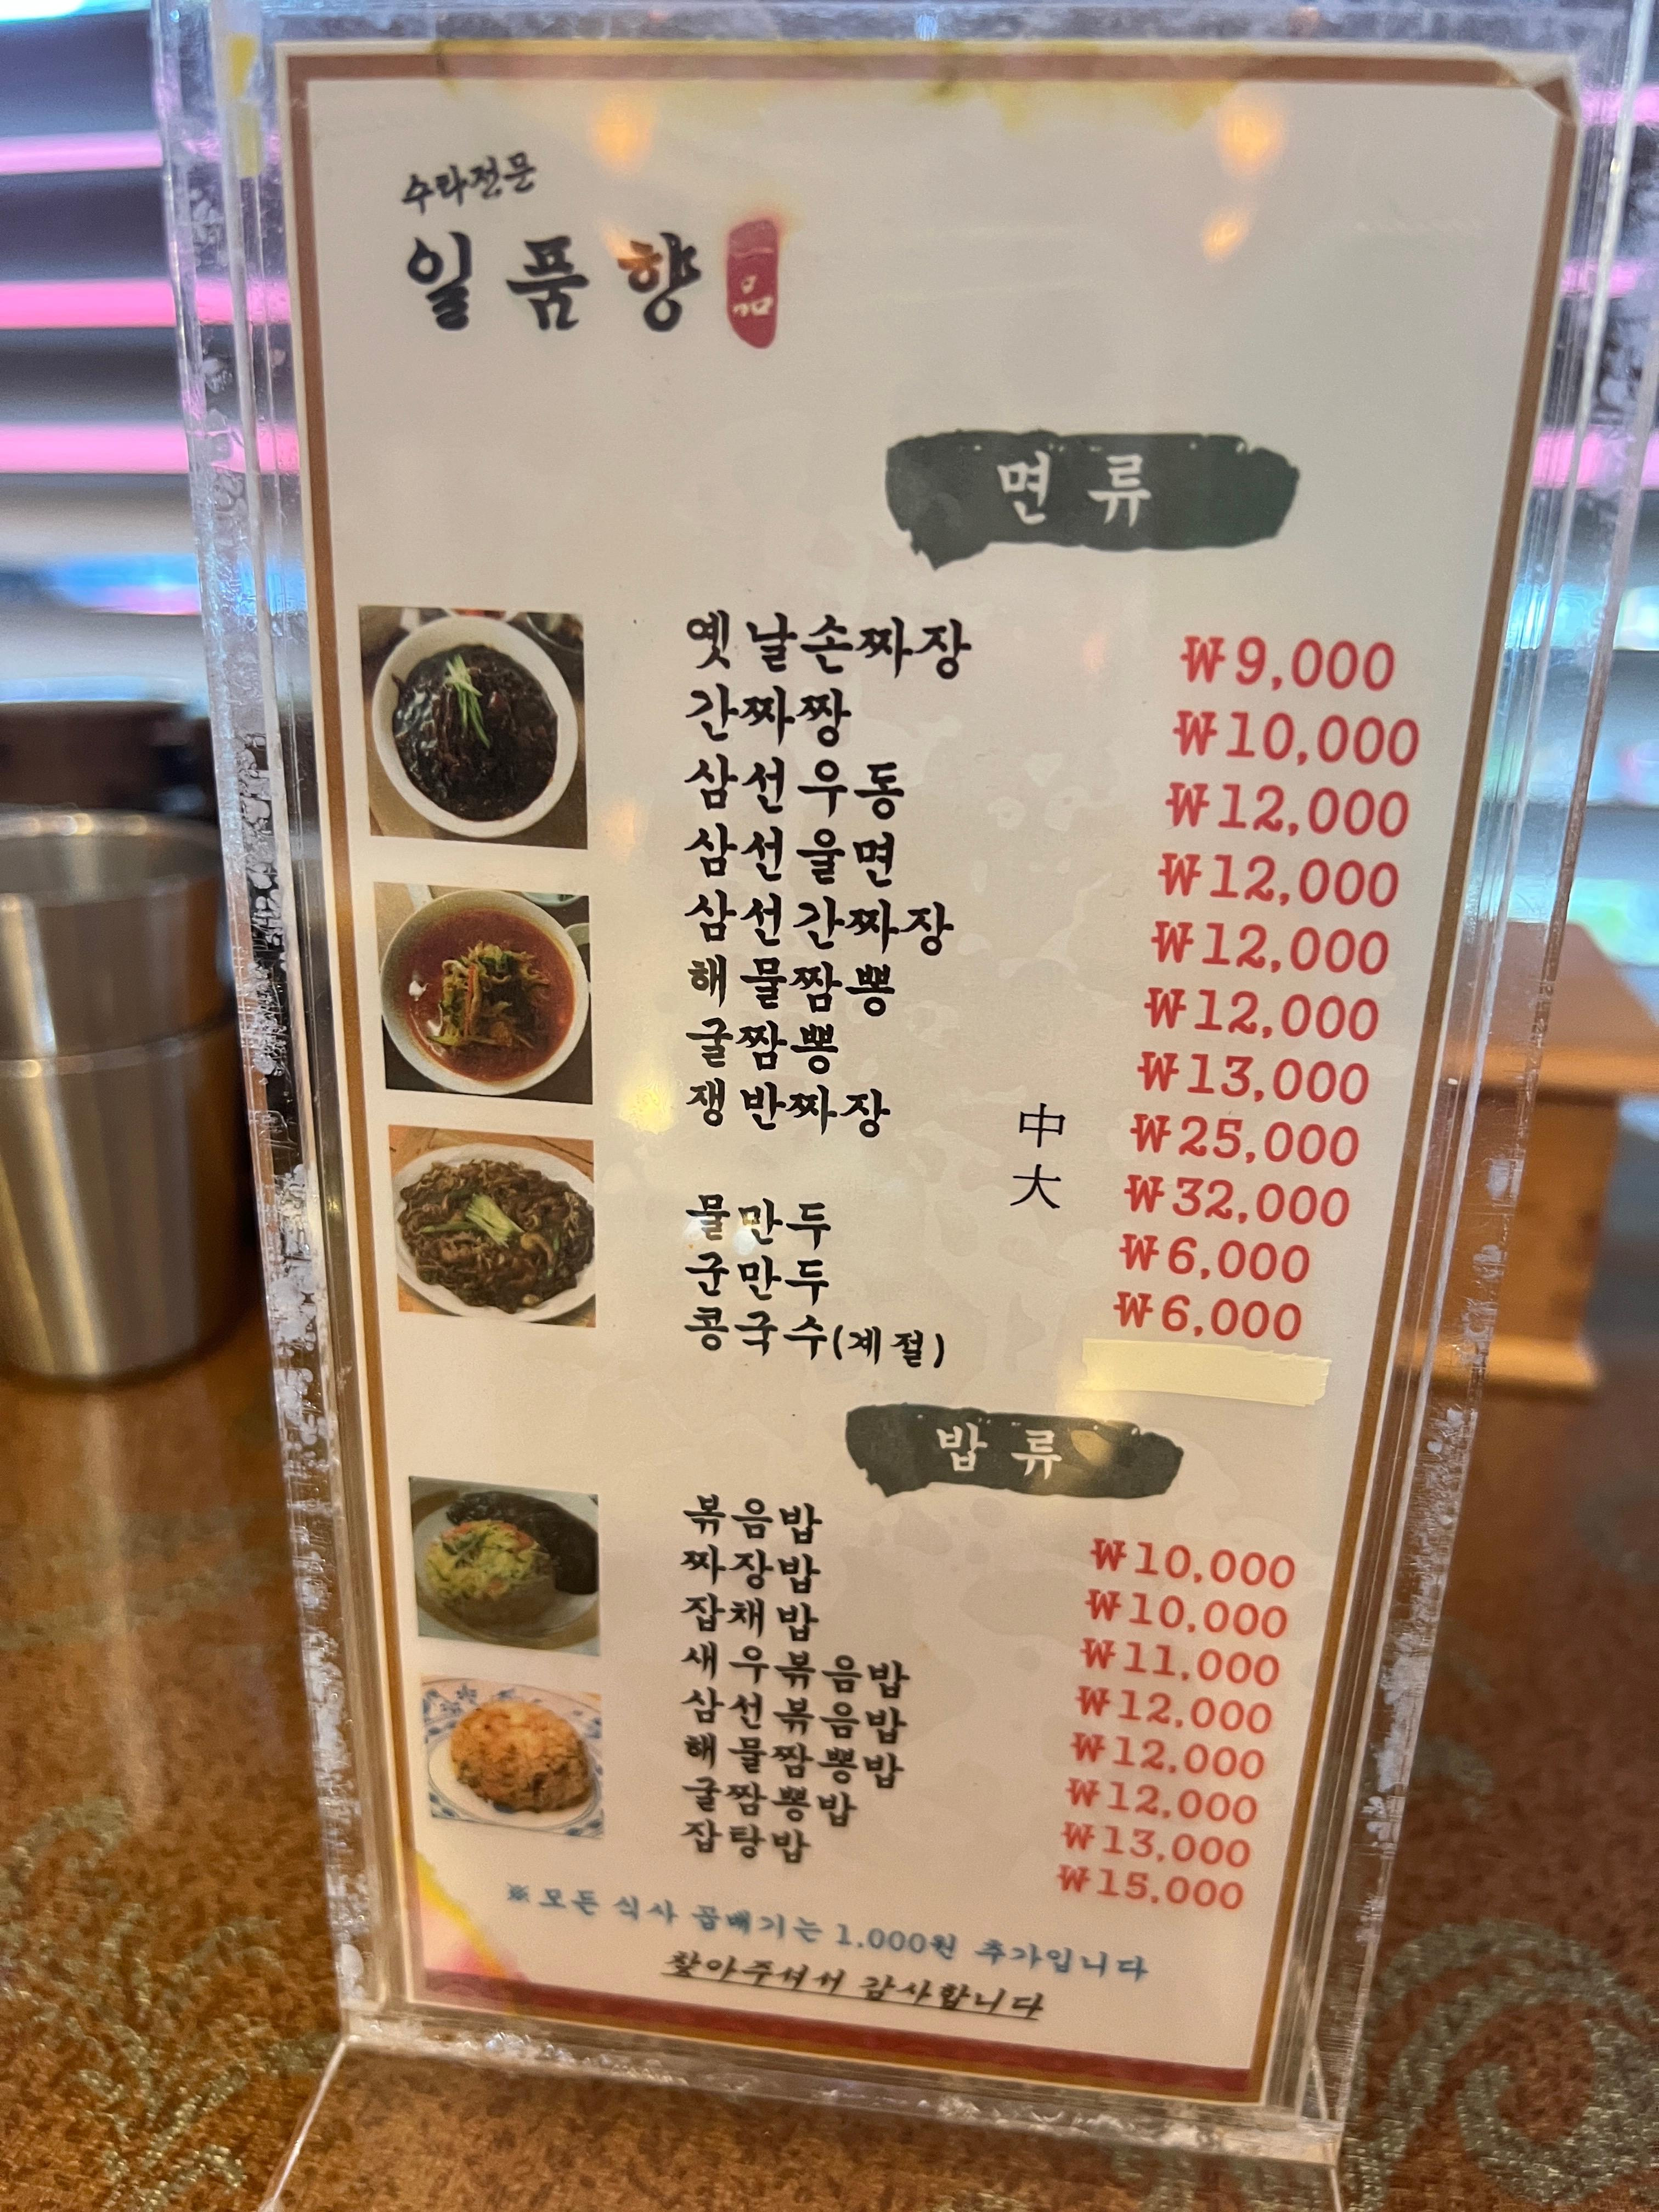 수라전문
일품향 一品
면류
옛날손짜장 ₩9,000
간짜짱 ₩10,000
삼선우동 ₩12,000
삼선울면 ₩12,000
삼선간짜장 ₩12,000
해물짬뽕 ₩12,000
굴짬뽕 ₩13,000
쟁반짜장 中 ₩25,000
大 ₩32,000
물만두 ₩6,000
군만두 ₩6,000
콩국수(계절)
밥류
볶음밥 ₩10,000
짜장밥 ₩10,000
잡채밥 ₩11,000
새우볶음밥 ₩12,000
삼선볶음밥 ₩12,000
해물짬뽕밥 ₩12,000
굴짬뽕밥 ₩13,000
잡탕밥 ₩15,000
※모든 식사 곱배기는 1.000원 추가입니다
찾아주셔서 감사합니다